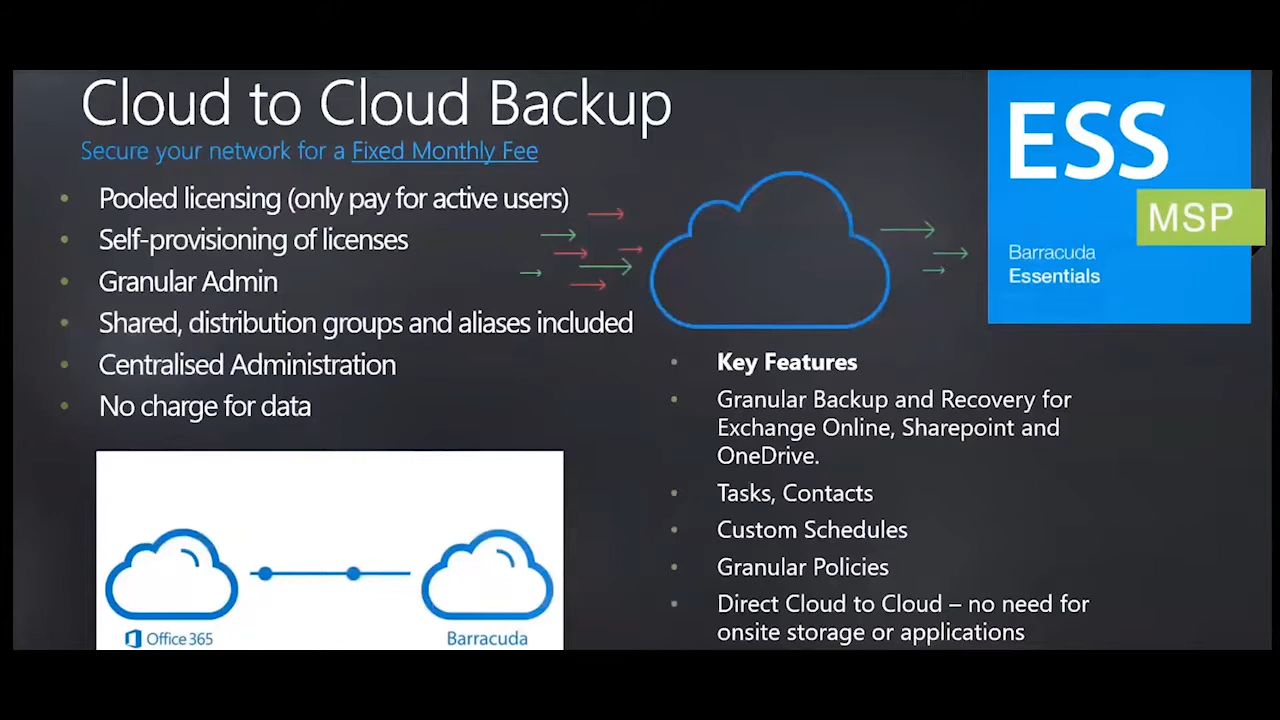 Cloud to Cloud Backup
Secure your network for a Fixed Monthly Fee
• Pooled licensing (only pay for active users)
• Self-provisioning of licenses
• Granular Admin
• Shared, distribution groups and aliases included
• Centralised Administration
• No charge for data
Office 365
Barracuda
ESS
MSP
Barracuda
Essentials
• Key Features
• Granular Backup and Recovery for
Exchange Online, Sharepoint and
OneDrive.
• Tasks, Contacts
• Custom Schedules
• Granular Policies
• Direct Cloud to Cloud – no need for
onsite storage or applications